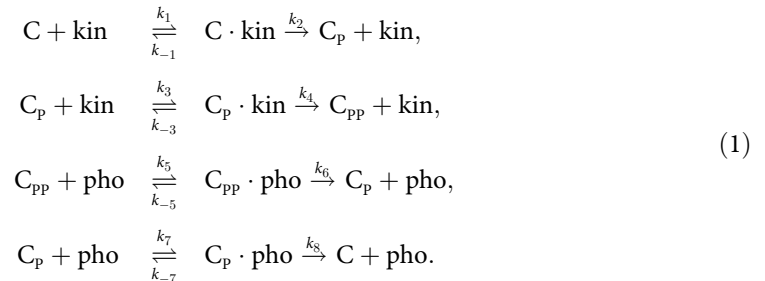 C + kin ⇌ (k₁, k₋₁) C · kin →(k₂) C_P + kin,
C_P + kin ⇌ (k₃, k₋₃) C_P · kin →(k₄) C_PP + kin,
(1)
C_PP + pho ⇌ (k₅, k₋₅) C_PP · pho →(k₆) C_P + pho,
C_P + pho ⇌ (k₇, k₋₇) C_P · pho →(k₈) C + pho.